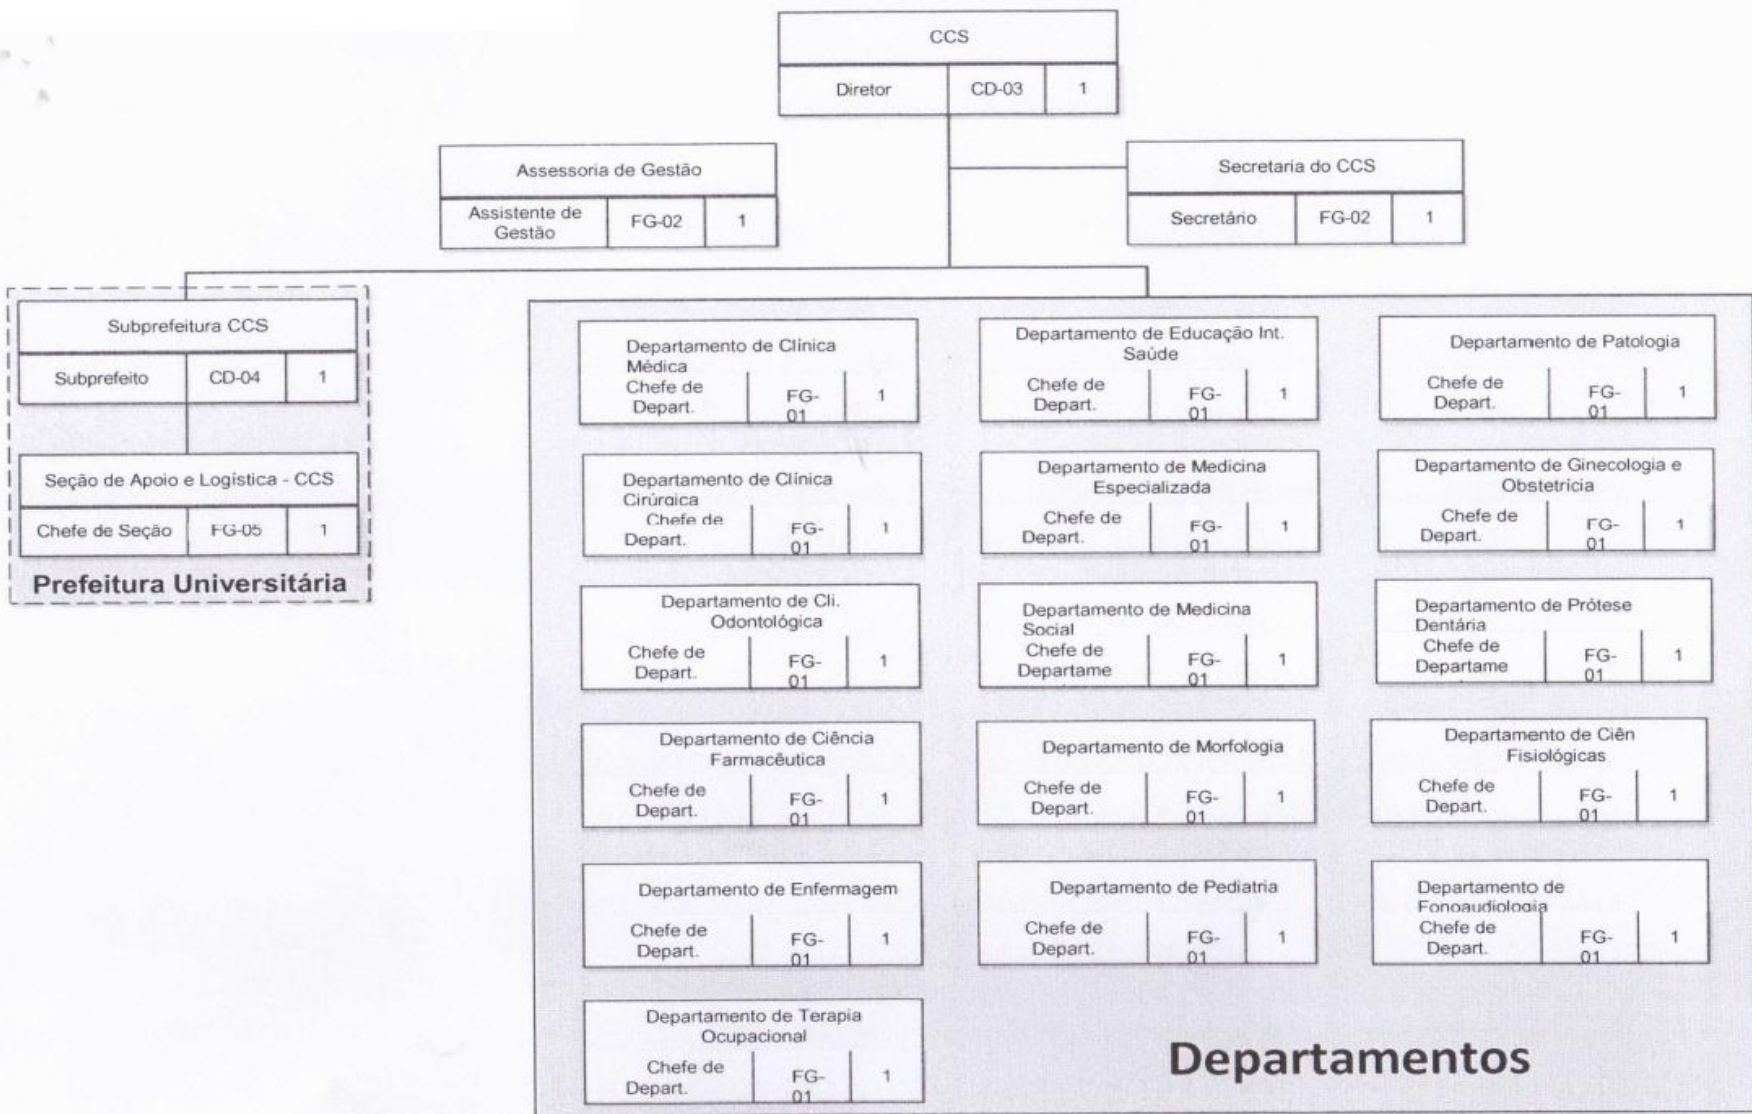 CCS
Diretor CD-03 1
Assessoria de Gestão
Assistente de
Gestão FG-02 1
Secretaria do CCS
Secretário FG-02 1
Subprefeitura CCS
Subprefeito CD-04 1
Seção de Apoio e Logística - CCS
Chefe de Seção FG-05 1
Prefeitura Universitária
Departamento de Clínica
Médica
Chefe de
Depart. FG-
01 1
Departamento de Educação Int.
Saúde
Chefe de
Depart. FG-
01 1
Departamento de Patologia
Chefe de
Depart. FG-
01 1
Departamento de Clínica
Cirúrgica
Chefe de
Depart. FG-
01 1
Departamento de Medicina
Especializada
Chefe de
Depart. FG-
01 1
Departamento de Ginecologia e
Obstetrícia
Chefe de
Depart. FG-
01 1
Departamento de Cli.
Odontológica
Chefe de
Depart. FG-
01 1
Departamento de Medicina
Social
Chefe de
Departame FG-
01 1
Departamento de Prótese
Dentária
Chefe de
Departame FG-
01 1
Departamento de Ciência
Farmacêutica
Chefe de
Depart. FG-
01 1
Departamento de Morfologia
Chefe de
Depart. FG-
01 1
Departamento de Ciên
Fisiológicas
Chefe de
Depart. FG-
01 1
Departamento de Enfermagem
Chefe de
Depart. FG-
01 1
Departamento de Pediatria
Chefe de
Depart. FG-
01 1
Departamento de
Fonoaudiologia
Chefe de
Depart. FG-
01 1
Departamento de Terapia
Ocupacional
Chefe de
Depart. FG-
01 1
Departamentos